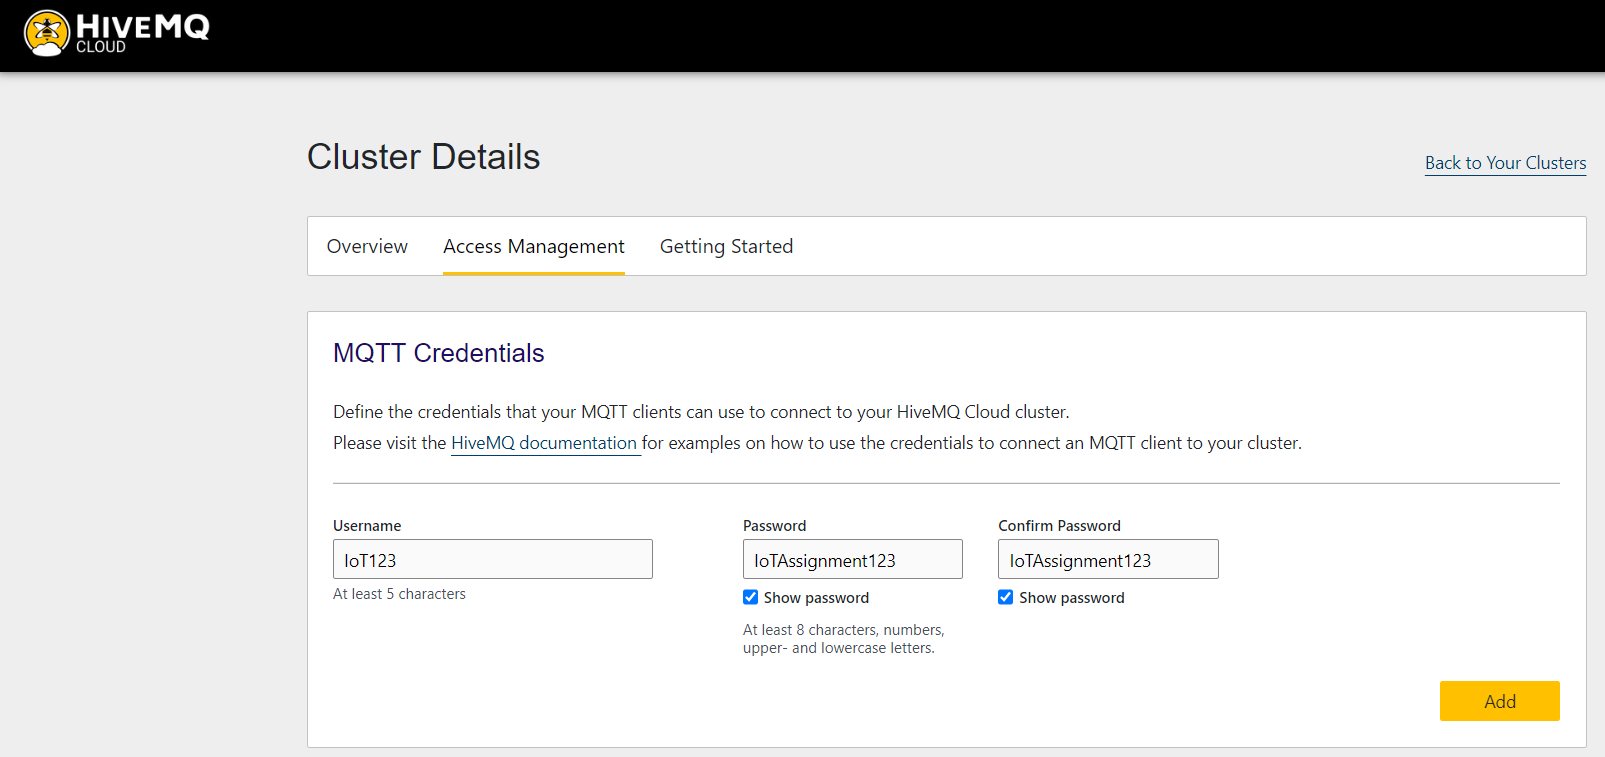 HIVEMQ
CLOUD
Cluster Details
Back to Your Clusters
Overview Access Management Getting Started
MQTT Credentials
Define the credentials that your MQTT clients can use to connect to your HiveMQ Cloud cluster.
Please visit the HiveMQ documentation for examples on how to use the credentials to connect an MQTT client to your cluster.
Username Password Confirm Password
IoT123 IoTAssignment123 IoTAssignment123
At least 5 characters Show password Show password
At least 8 characters, numbers,
upper- and lowercase letters.
Add